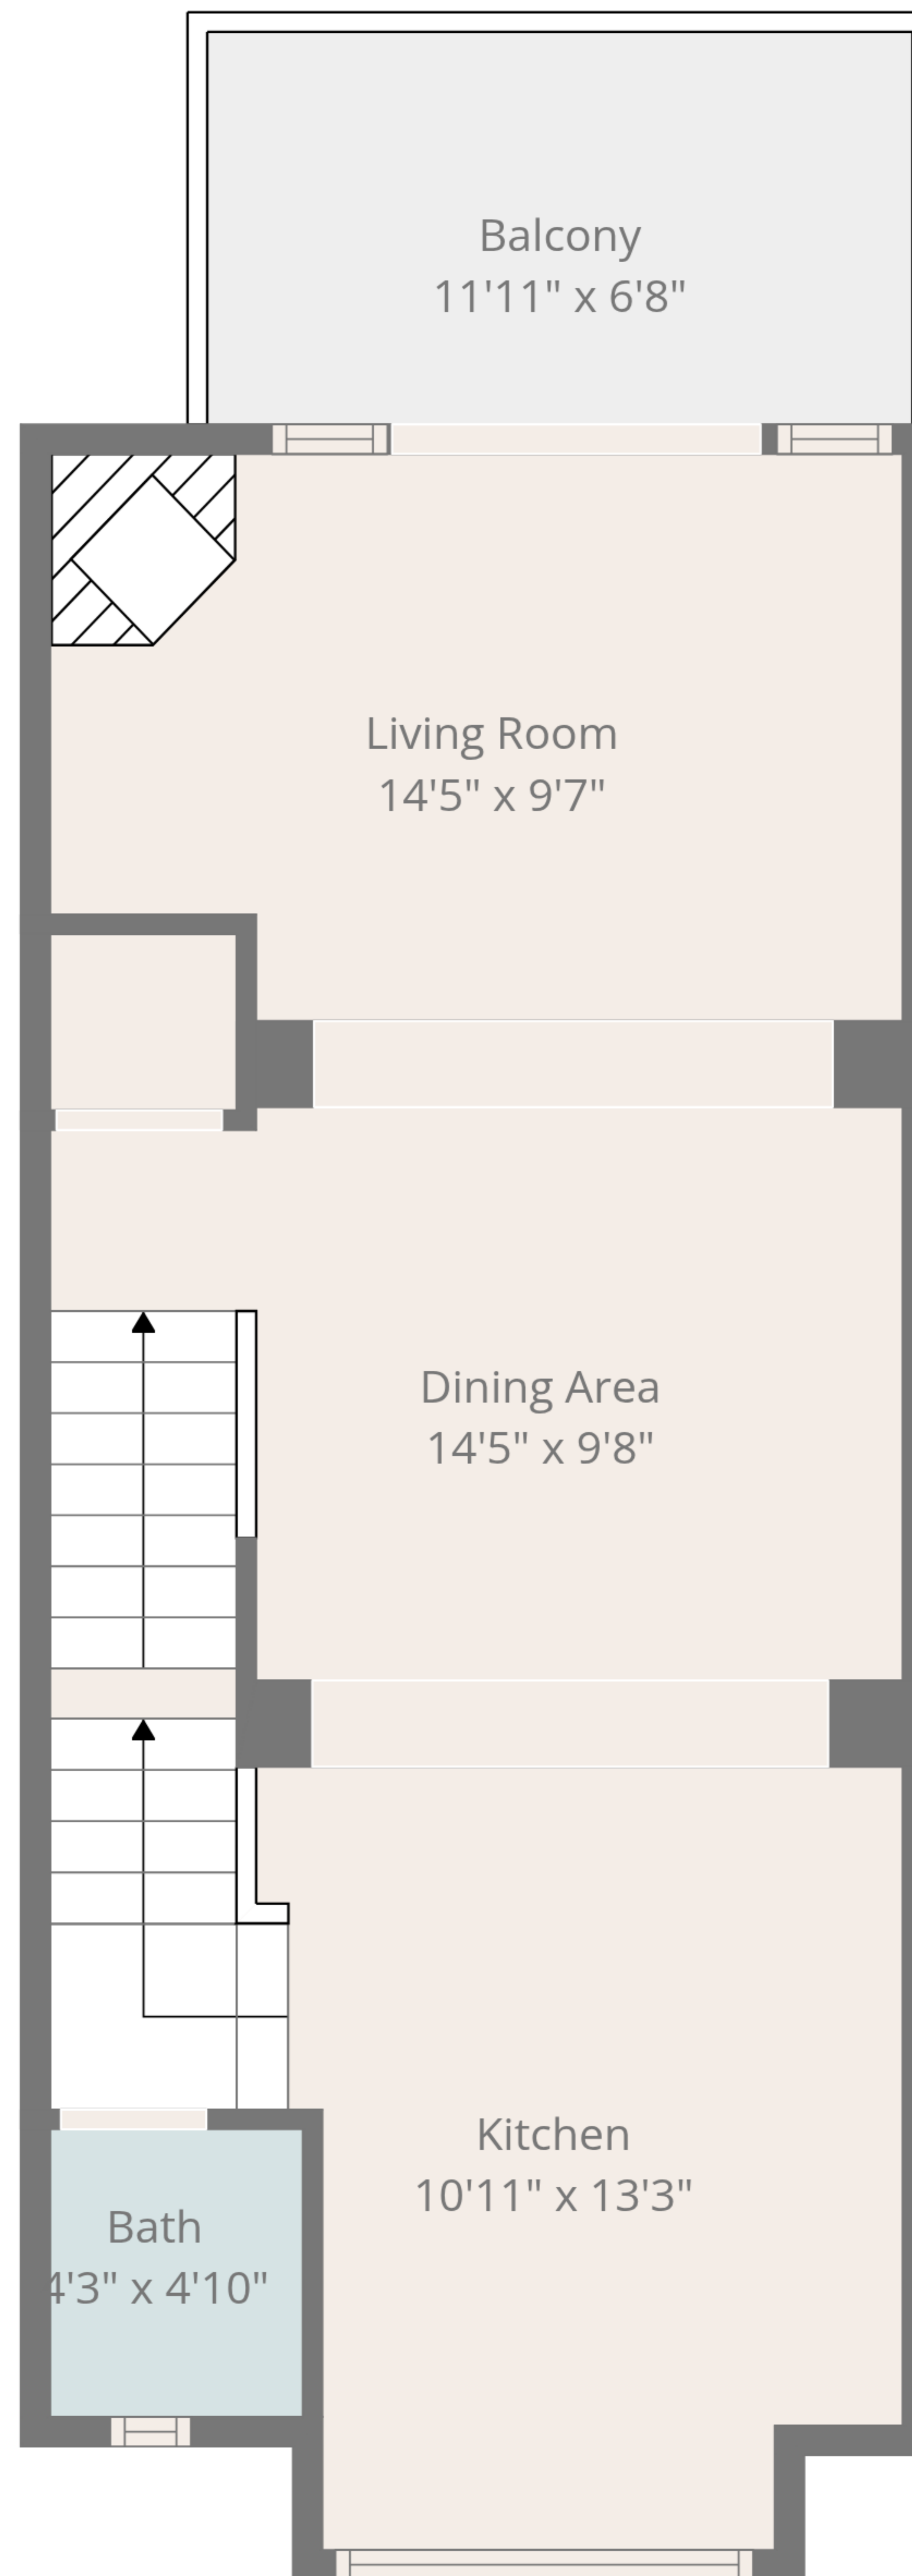 Balcony
11'11" x 6'8"
Living Room
14'5" x 9'7"
Dining Area
14'5" x 9'8"
Kitchen
10'11" x 13'3"
Bath
4'3" x 4'10"